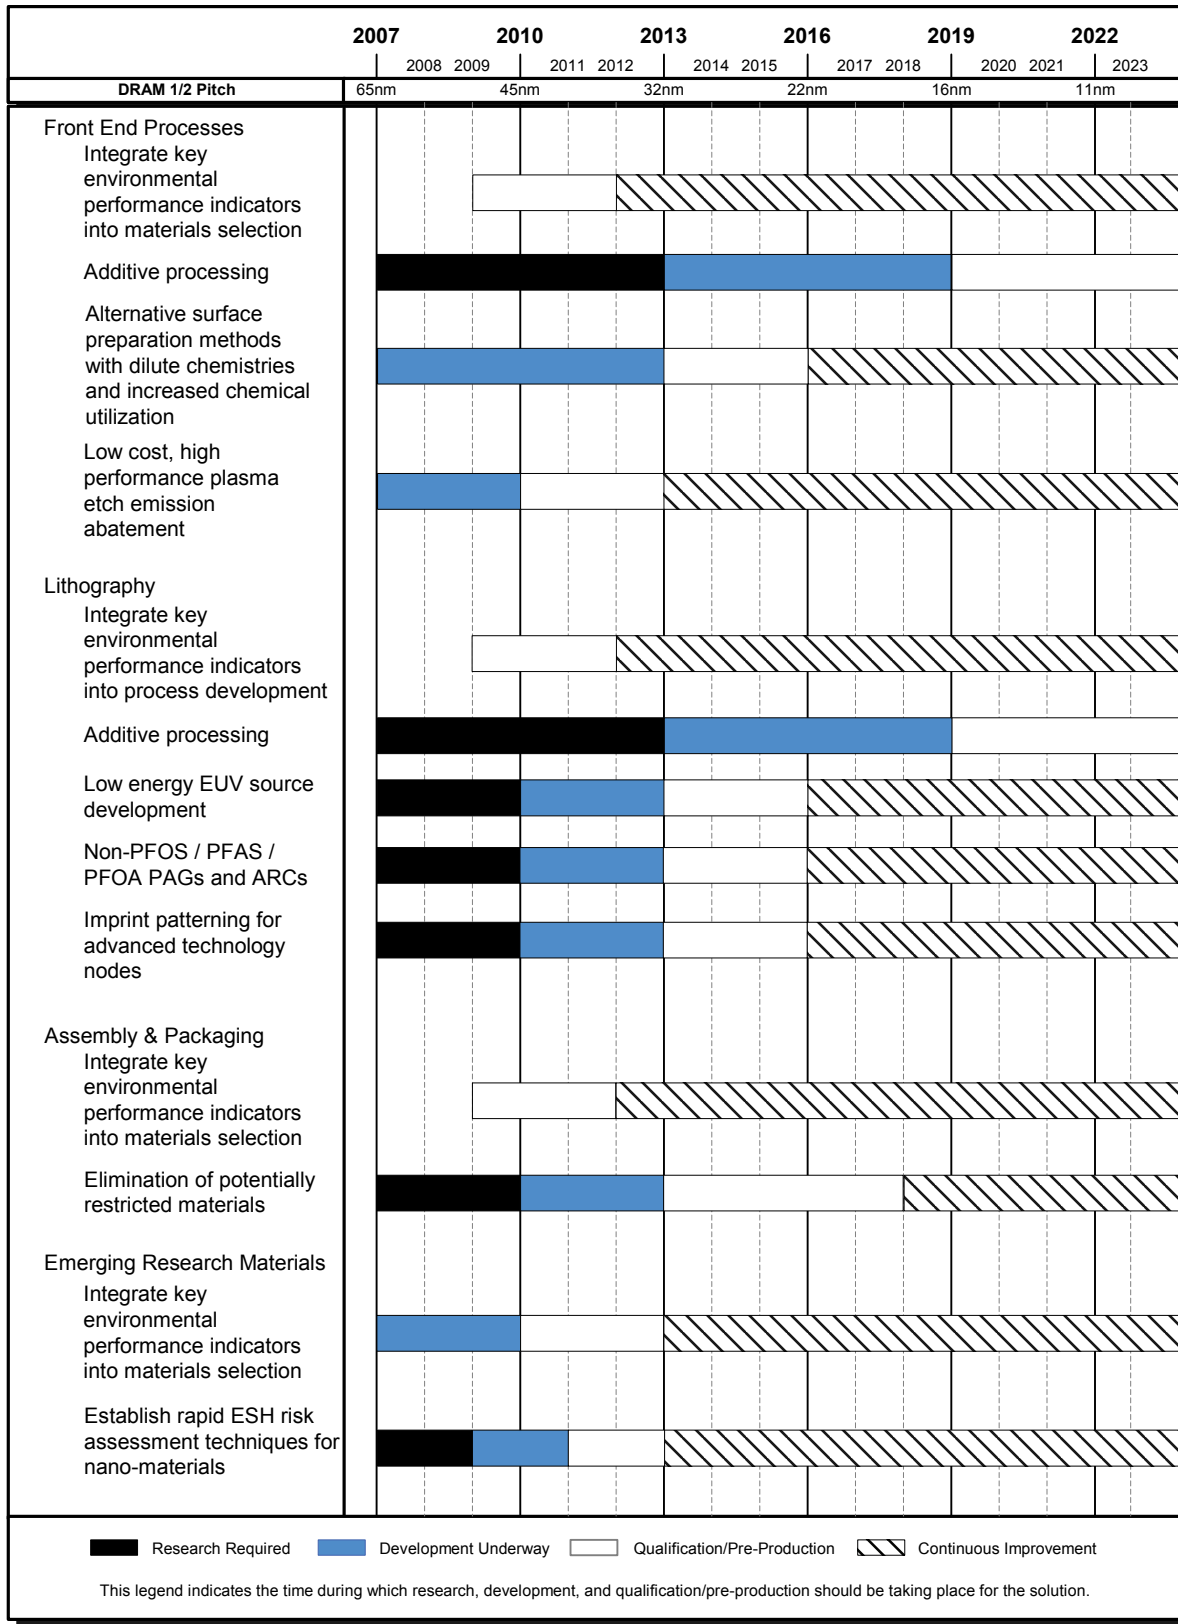 2007 2010 2013 2016 2019 2022
2008 2009 2011 2012 2014 2015 2017 2018 2020 2021 2023
DRAM 1/2 Pitch 65nm 45nm 32nm 22nm 16nm 11nm
Front End Processes
Integrate key
environmental
performance indicators
into materials selection
Additive processing
Alternative surface
preparation methods
with dilute chemistries
and increased chemical
utilization
Low cost, high
performance plasma
etch emission
abatement
Lithography
Integrate key
environmental
performance indicators
into process development
Additive processing
Low energy EUV source
development
Non-PFOS / PFAS /
PFOA PAGs and ARCs
Imprint patterning for
advanced technology
nodes
Assembly & Packaging
Integrate key
environmental
performance indicators
into materials selection
Elimination of potentially
restricted materials
Emerging Research Materials
Integrate key
environmental
performance indicators
into materials selection
Establish rapid ESH risk
assessment techniques for
nano-materials
Research Required Development Underway Qualification/Pre-Production Continuous Improvement
This legend indicates the time during which research, development, and qualification/pre-production should be taking place for the solution.